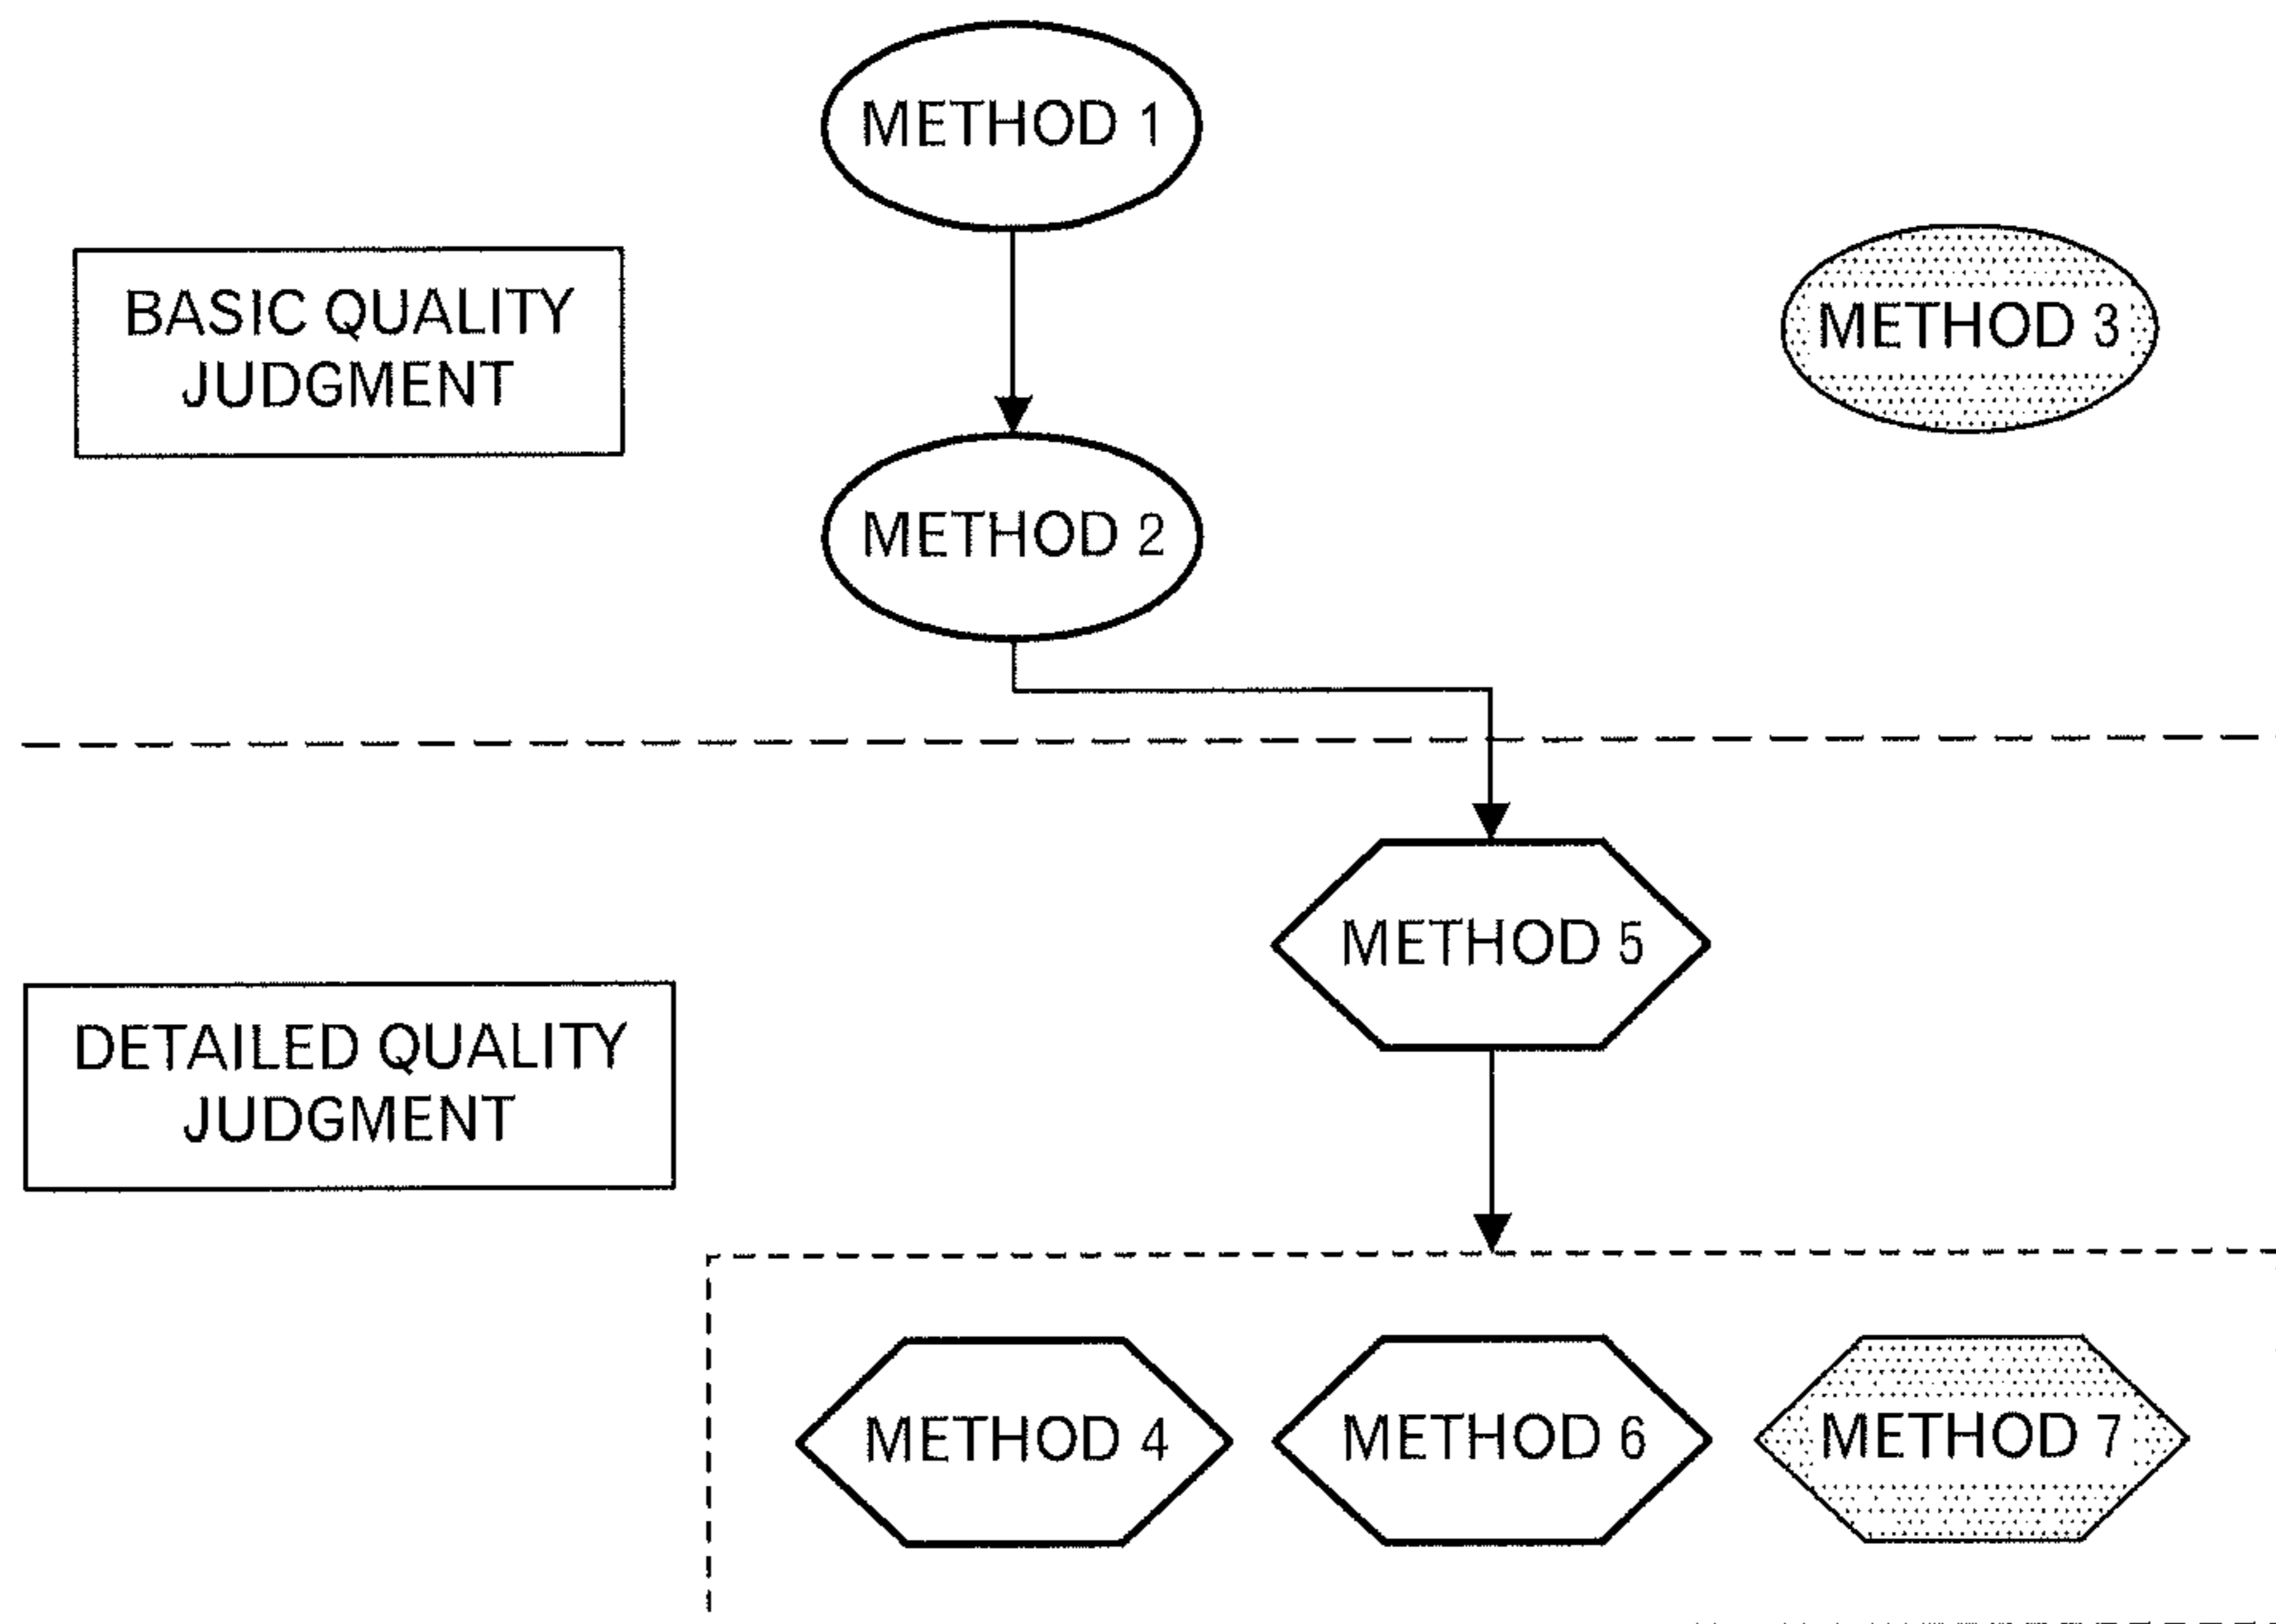 METHOD 1
BASIC QUALITY
JUDGMENT
METHOD 3
METHOD 2
METHOD 5
DETAILED QUALITY
JUDGMENT
METHOD 4
METHOD 6
METHOD 7